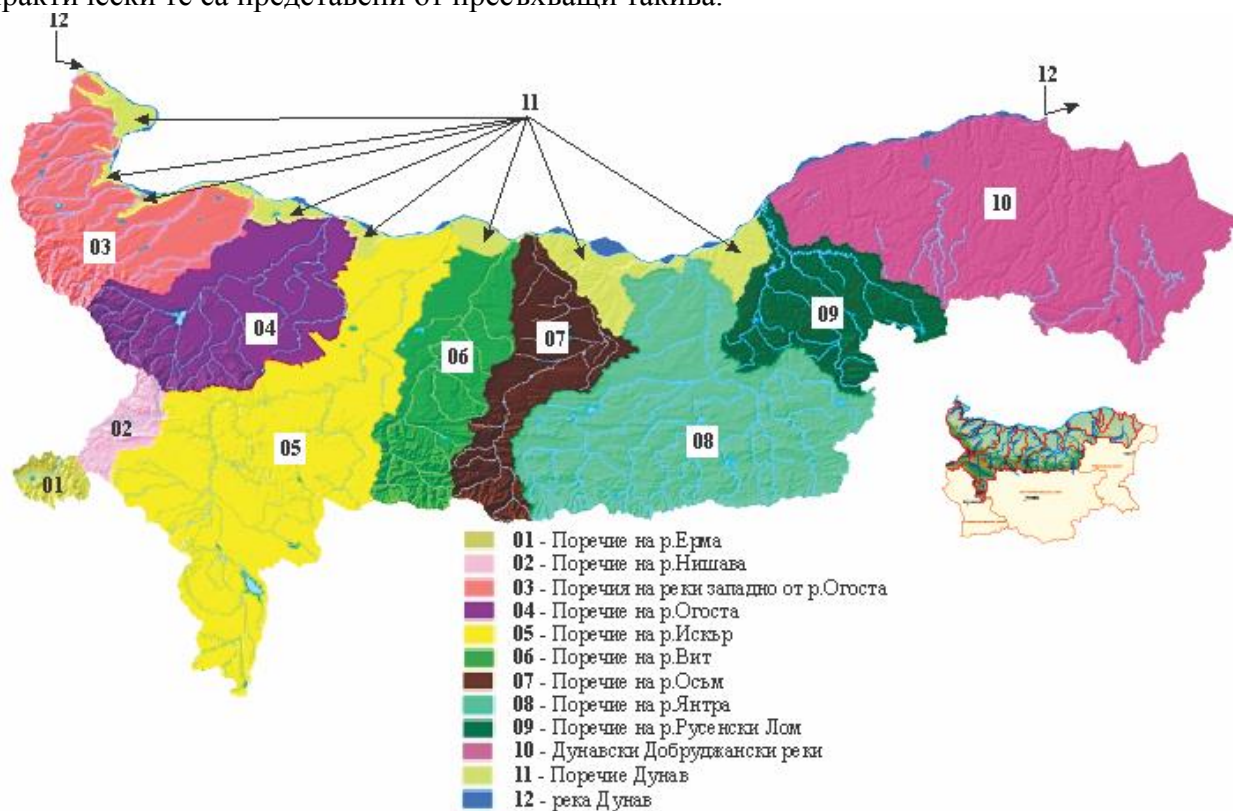 практически те са представени от пресъхващи такива.
12
12
11
10
03
04
09
07
06
02
08
05
01
01 - Поречие на р.Ерма
02 - Поречие на р.Нишава
03 - Поречия на реки западно от р.Огоста
04 - Поречие на р.Огоста
05 - Поречие на р.Искър
06 - Поречие на р.Вит
07 - Поречие на р.Осъм
08 - Поречие на р.Янтра
09 - Поречие на р.Русенски Лом
10 - Дунавски Добруджански реки
11 - Поречие Дунав
12 - река Дунав